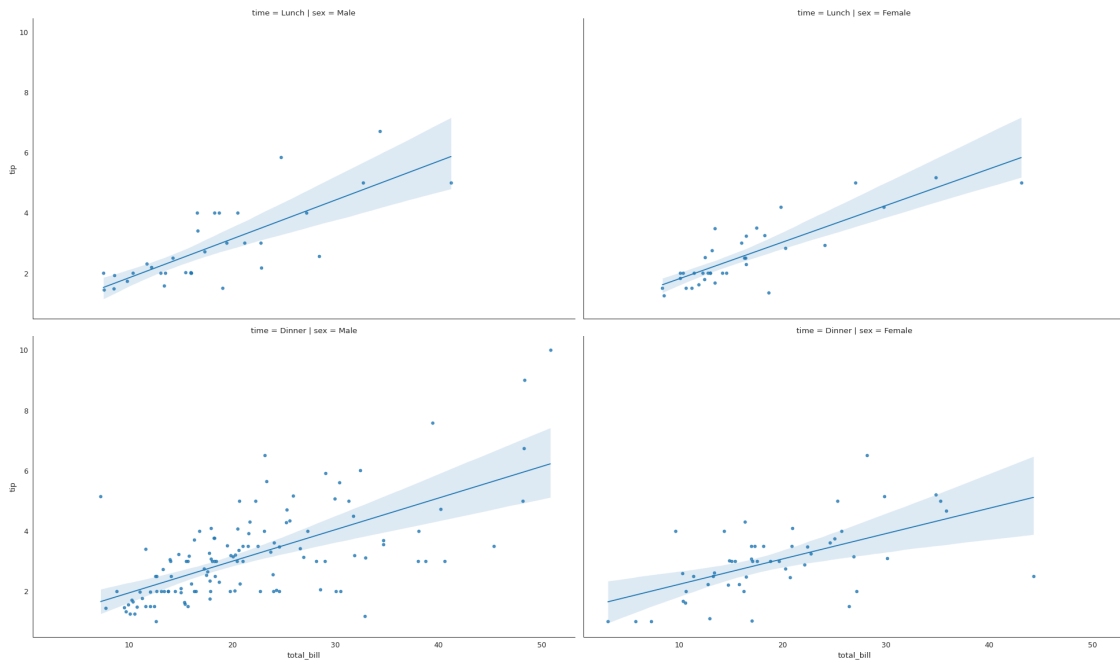 time = Lunch | sex = Male
time = Lunch | sex = Female
10
8
6
4
2
tip
time = Dinner | sex = Male
time = Dinner | sex = Female
10
8
6
4
2
tip
10 20 30 40 50
10 20 30 40 50
total_bill
total_bill